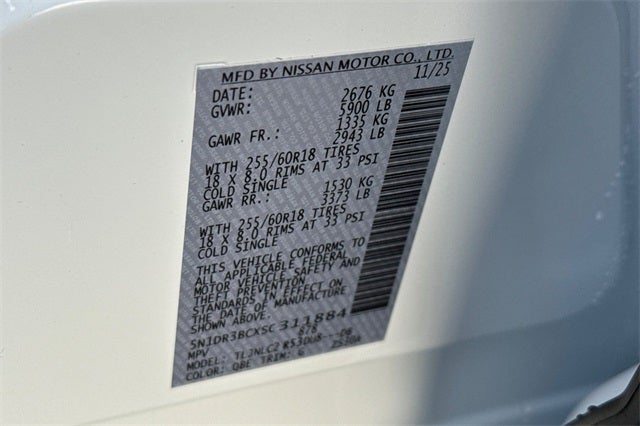 MFD BY NISSAN MOTOR CO., LTD.
DATE: 11/25
GVWR: 2676 KG
5900 LB
GAWR FR.: 1335 KG
2943 LB
WITH 255/60R18 TIRES
18 X 8.0 RIMS AT 33 PSI
COLD SINGLE
GAWR RR.: 1530 KG
3373 LB
WITH 255/60R18 TIRES
18 X 8.0 RIMS AT 33 PSI
COLD SINGLE
THIS VEHICLE CONFORMS TO
ALL APPLICABLE FEDERAL
MOTOR VEHICLE SAFETY AND
THEFT PREVENTION
STANDARDS IN EFFECT ON
THE DATE OF MANUFACTURE
SHOWN ABOVE.
5N1DR3BCXSC311884
MPV 878
MODEL: TLJNLC2 R53DU8
COLOR: QBE TRIM: G